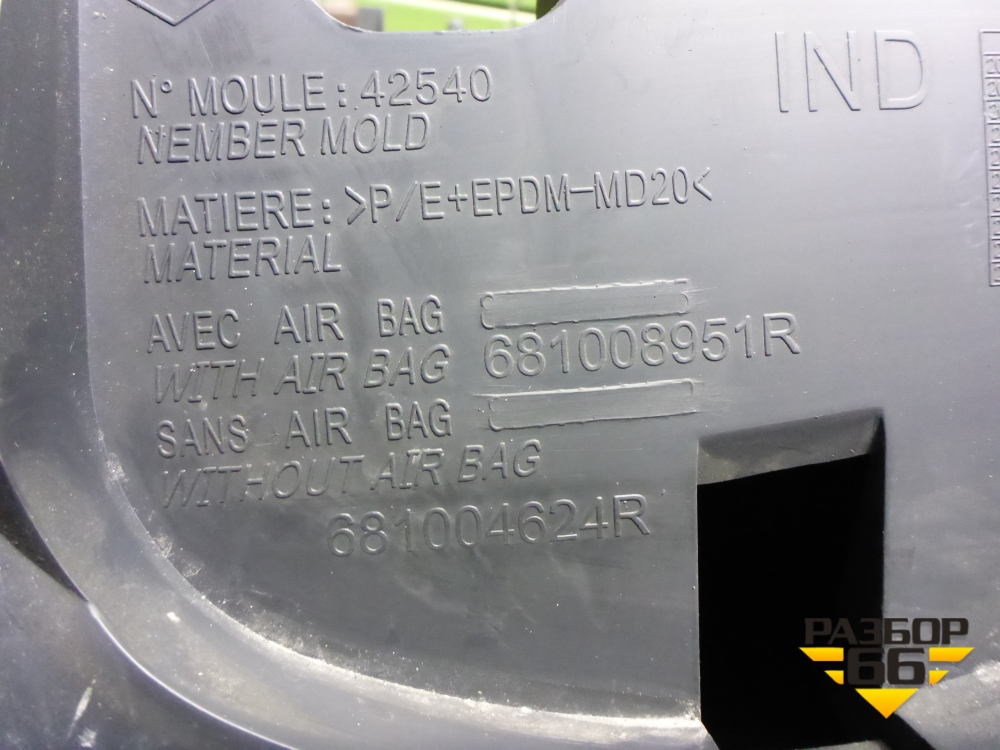 IND
N° MOULE: 42540
NEMBER MOLD
MATIERE: >P/E+EPDM-MD20<
MATERIAL
AVEC AIR BAG
WITH AIR BAG 681008951R
SANS AIR BAG
WITHOUT AIR BAG
681004624R
РАЗБОР
66